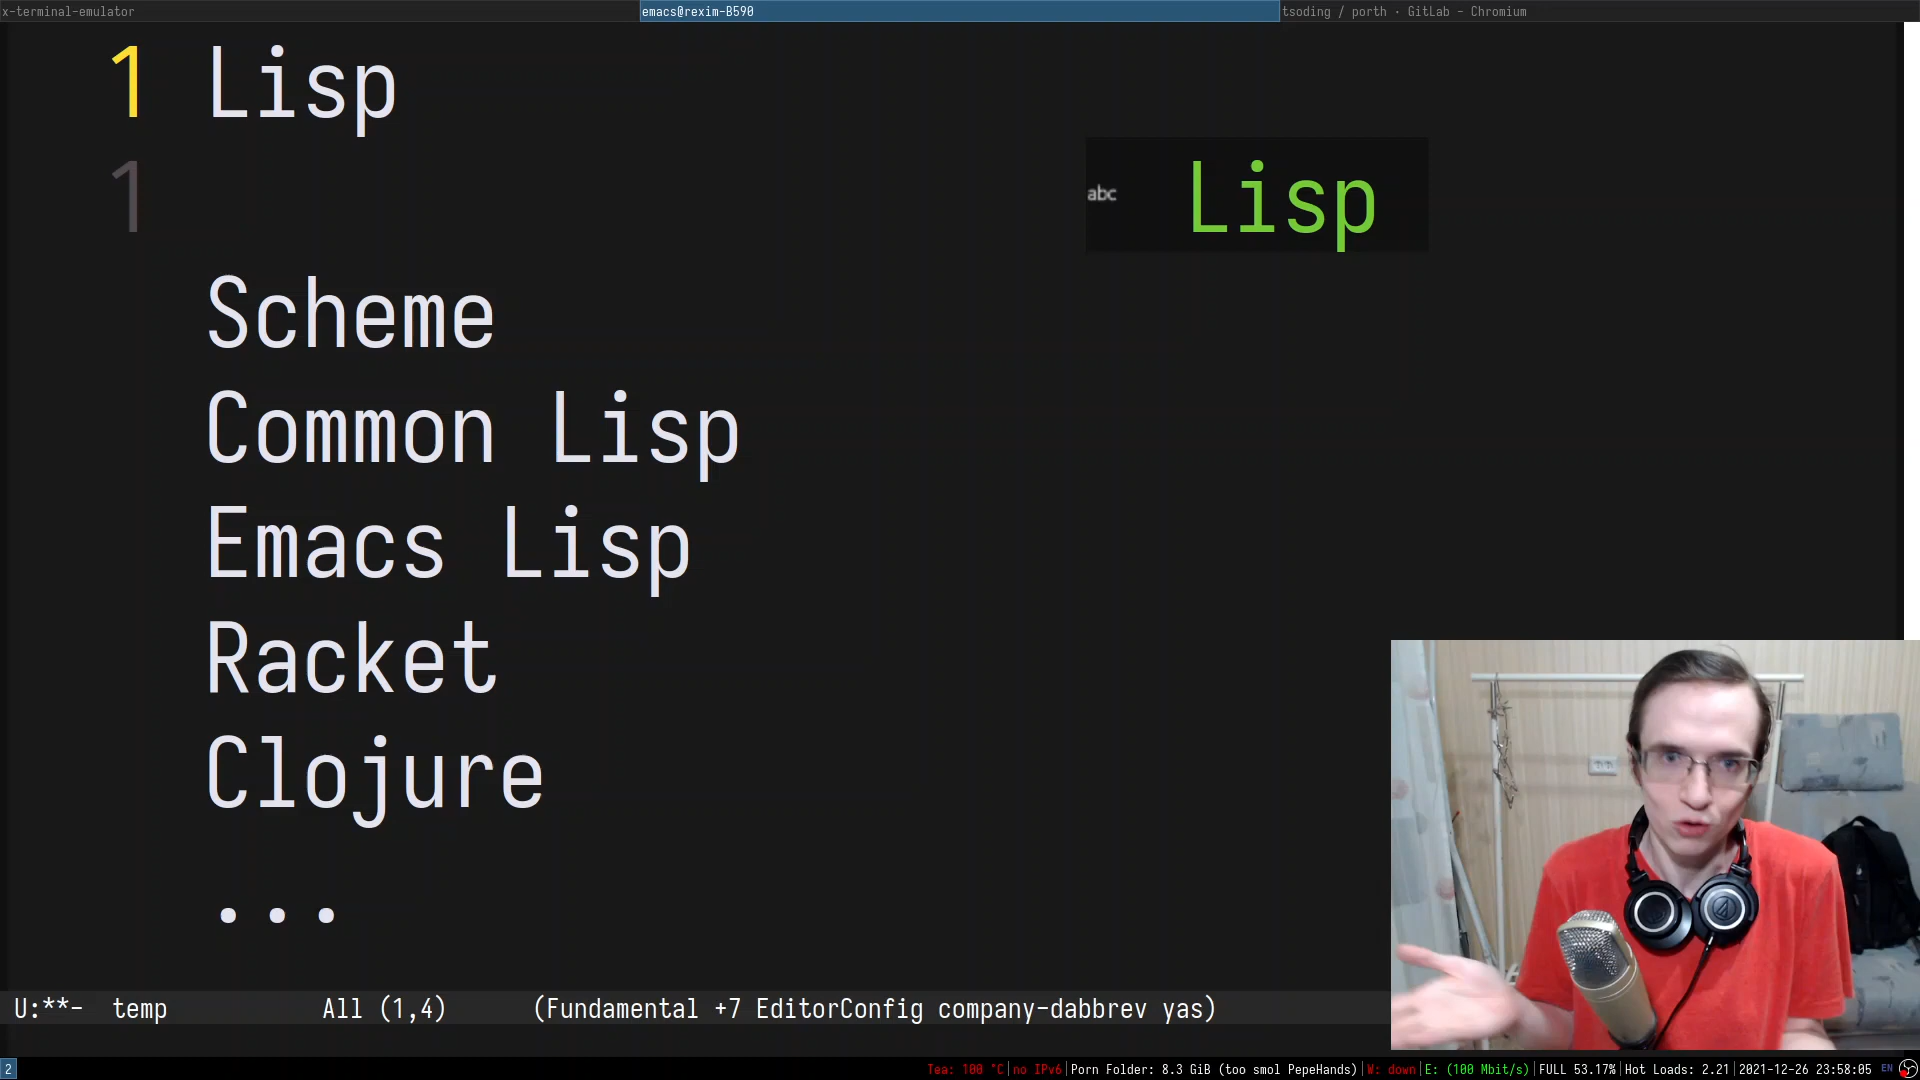 x-terminal-emulator
emacs@rexim-B590
tsoding / porth · GitLab - Chromium
1 Lisp
1
abc Lisp
Scheme
Common Lisp
Emacs Lisp
Racket
Clojure
...
U:**-  temp All (1,4) (Fundamental +7 EditorConfig company-dabbrev yas)
2
Tea: 100 °C|no IPv6|Porn Folder: 8.3 GiB (too smol PepeHands)|W: down|E: (100 Mbit/s)|FULL 53.17%|Hot Loads: 2.21|2021-12-26 23:58:05 EN